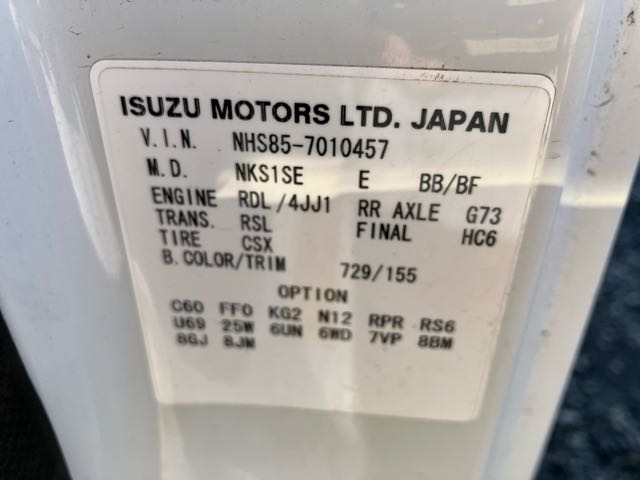 ISUZU MOTORS LTD. JAPAN
V.I.N. NHS85-7010457
M.D. NKS1SE E BB/BF
ENGINE RDL/4JJ1 RR AXLE G73
TRANS. RSL FINAL HC6
TIRE CSX
B.COLOR/TRIM 729/155
OPTION
C60 FF0 KG2 N12 RPR RS6
U69 25W 6UN 6WD 7VP 8BM
8GJ 8JM